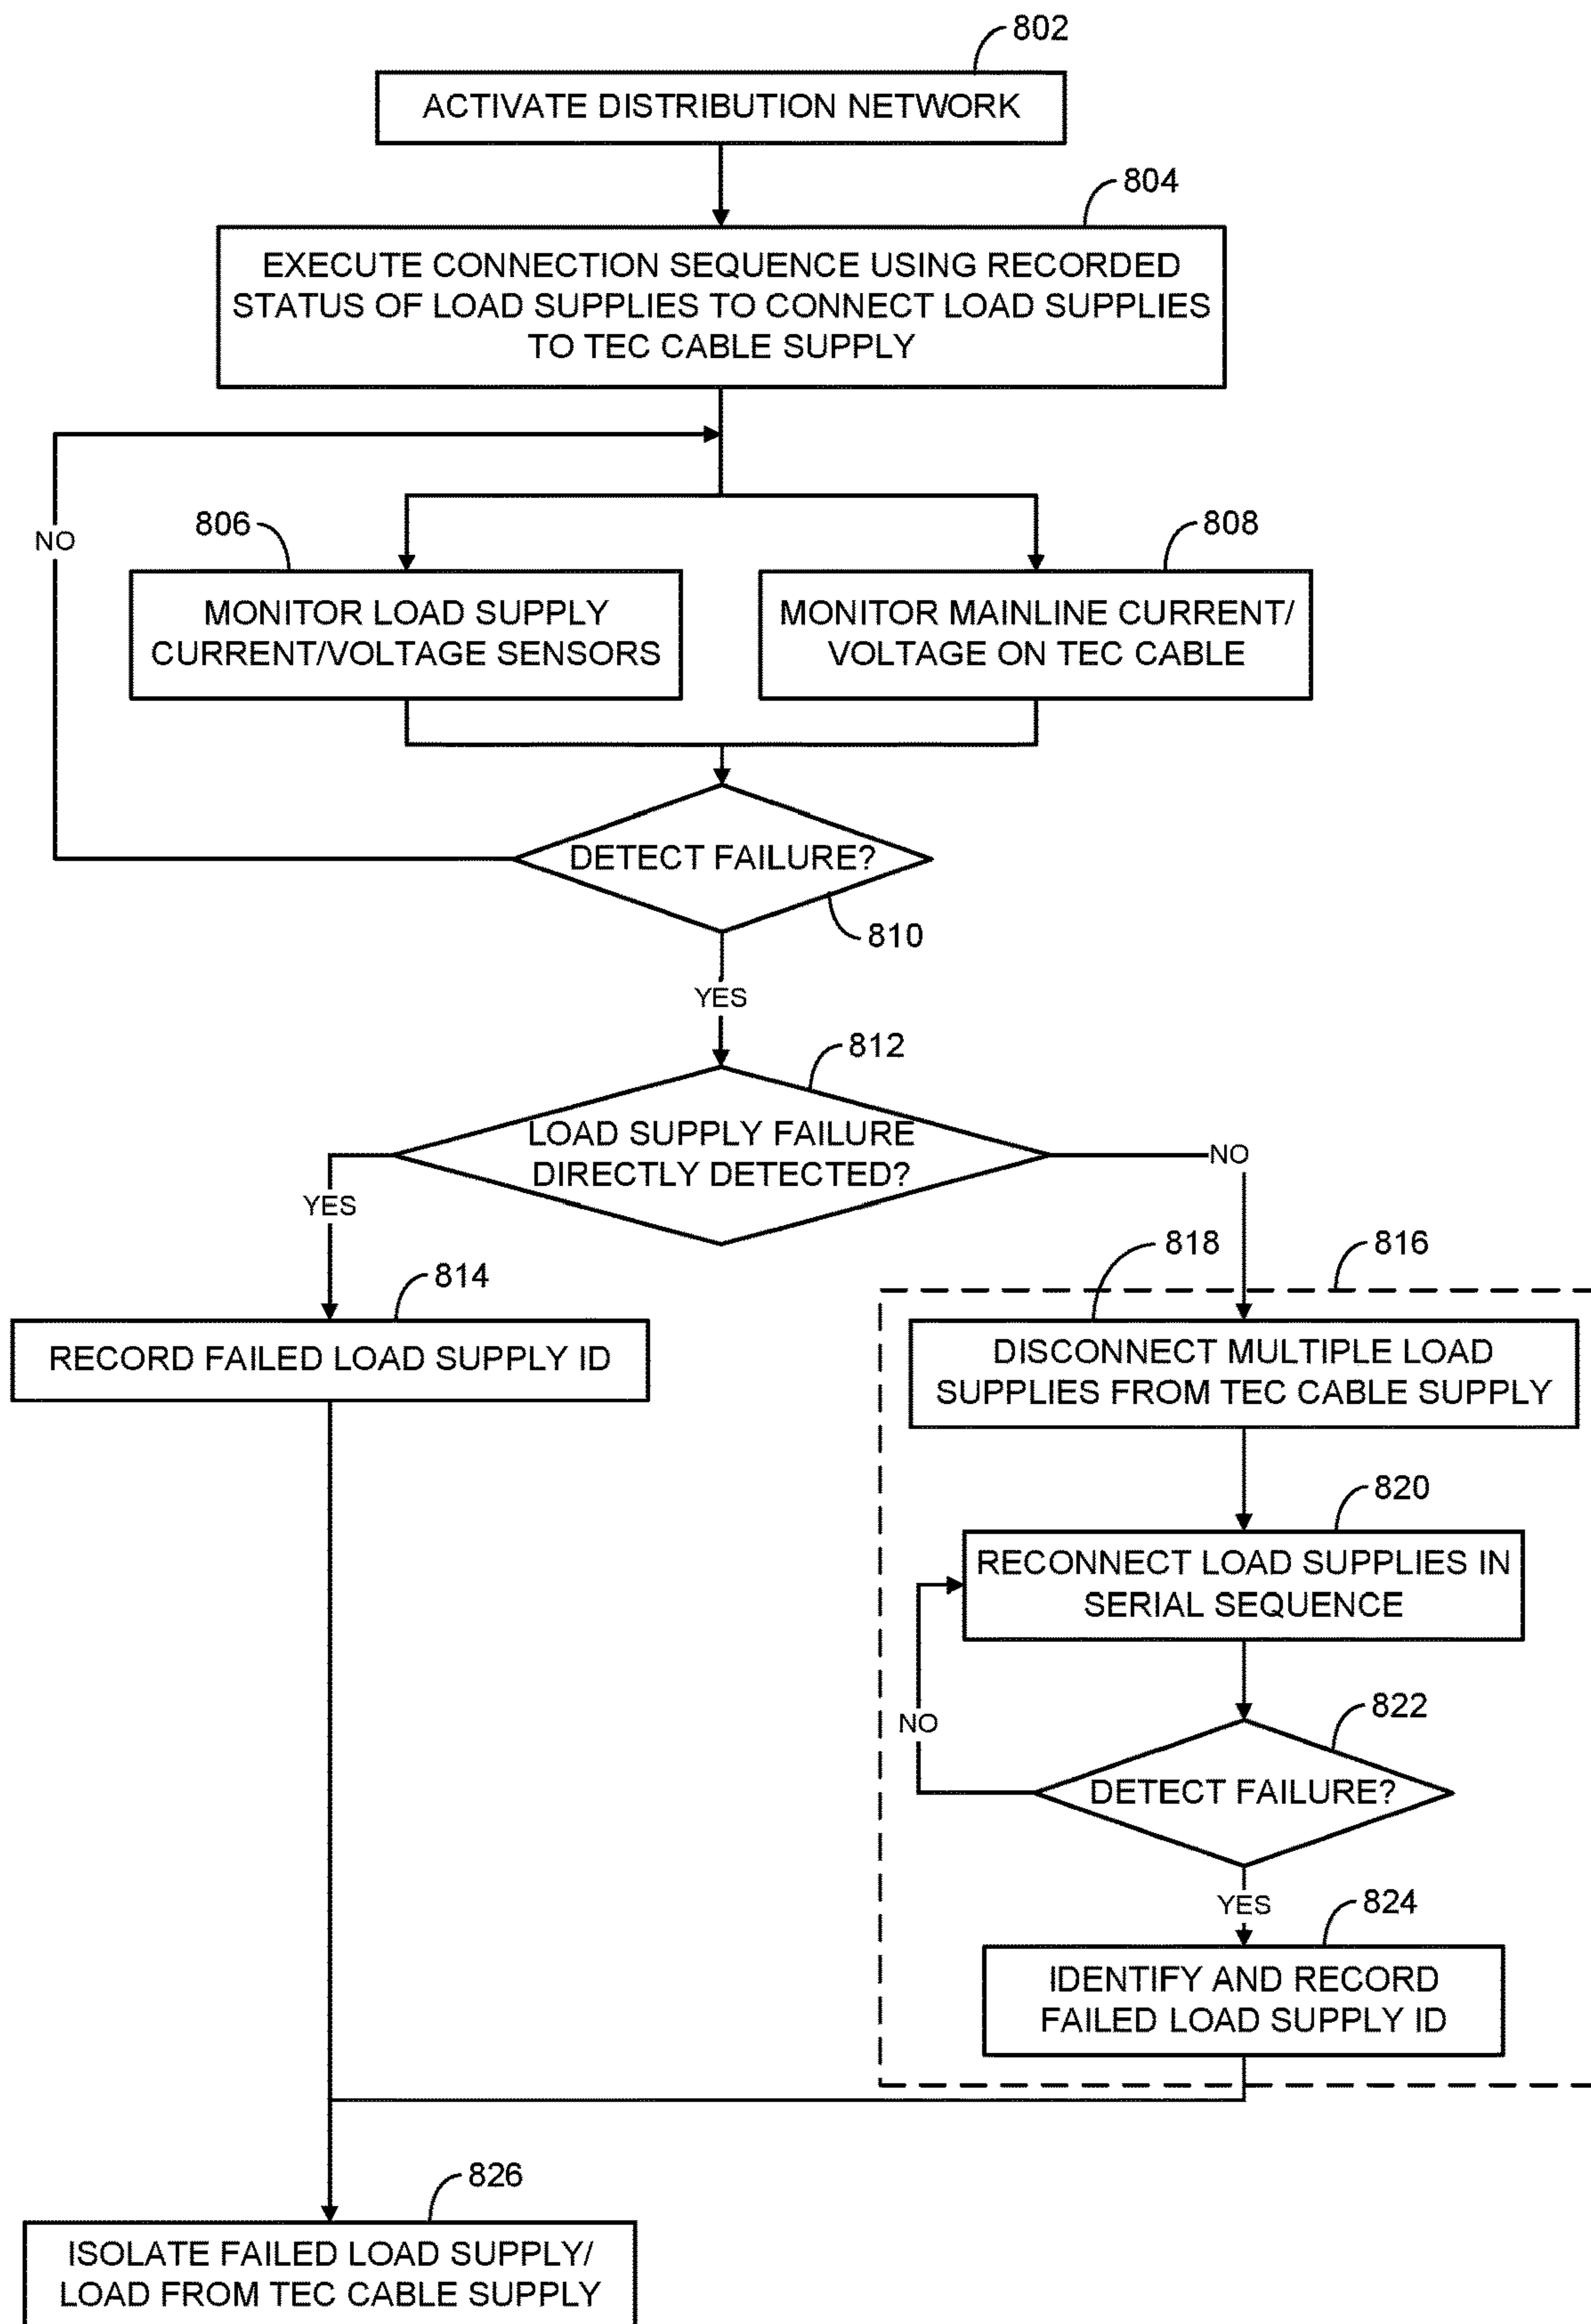 802
ACTIVATE DISTRIBUTION NETWORK
804
EXECUTE CONNECTION SEQUENCE USING RECORDED
STATUS OF LOAD SUPPLIES TO CONNECT LOAD SUPPLIES
TO TEC CABLE SUPPLY
NO
806
808
MONITOR LOAD SUPPLY
CURRENT/VOLTAGE SENSORS
MONITOR MAINLINE CURRENT/
VOLTAGE ON TEC CABLE
DETECT FAILURE?
810
YES
812
LOAD SUPPLY FAILURE
DIRECTLY DETECTED?
NO
YES
814
RECORD FAILED LOAD SUPPLY ID
818
816
DISCONNECT MULTIPLE LOAD
SUPPLIES FROM TEC CABLE SUPPLY
820
RECONNECT LOAD SUPPLIES IN
SERIAL SEQUENCE
822
NO
DETECT FAILURE?
YES
824
IDENTIFY AND RECORD
FAILED LOAD SUPPLY ID
826
ISOLATE FAILED LOAD SUPPLY/
LOAD FROM TEC CABLE SUPPLY